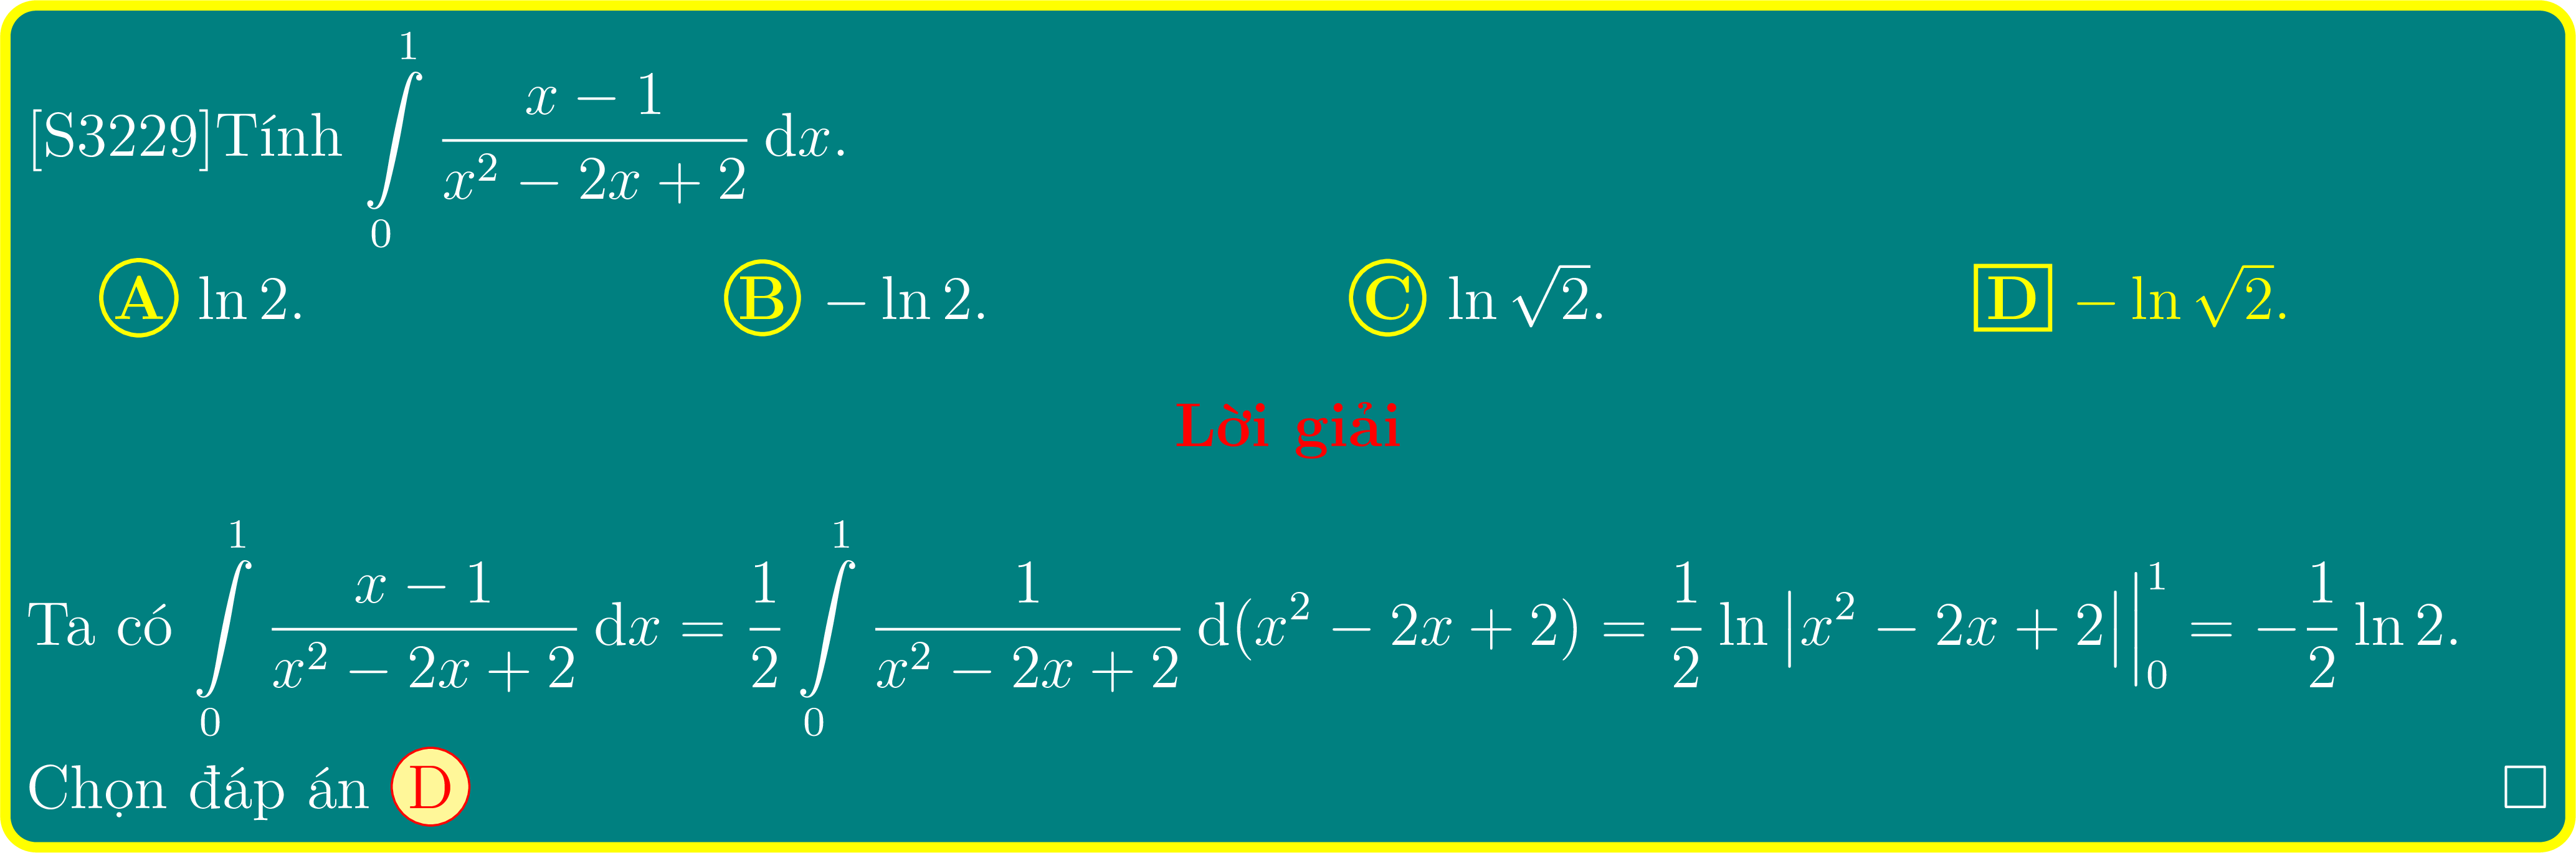 [S3229]Tính $\int\limits_0^1 \frac{x-1}{x^2-2x+2}\,\mathrm{d}x$.
Ⓐ $\ln 2$. Ⓑ $-\ln 2$. Ⓒ $\ln\sqrt{2}$. D $-\ln\sqrt{2}$.
Lời giải
Ta có $\int\limits_0^1 \frac{x-1}{x^2-2x+2}\,\mathrm{d}x = \frac{1}{2}\int\limits_0^1 \frac{1}{x^2-2x+2}\,\mathrm{d}(x^2-2x+2) = \frac{1}{2}\ln\left|x^2-2x+2\right|\Big|_0^1 = -\frac{1}{2}\ln 2$.
Chọn đáp án Ⓓ □